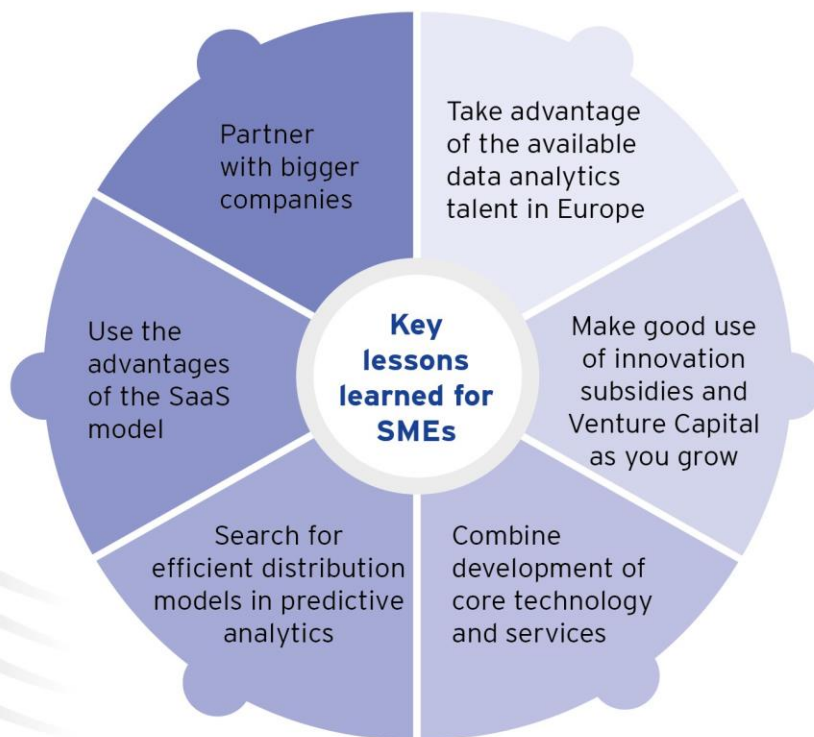 Key
lessons
learned for
SMEs
Take advantage
of the available
data analytics
talent in Europe
Make good use
of innovation
subsidies and
Venture Capital
as you grow
Combine
development of
core technology
and services
Search for
efficient distribution
models in predictive
analytics
Use the
advantages
of the SaaS
model
Partner
with bigger
companies